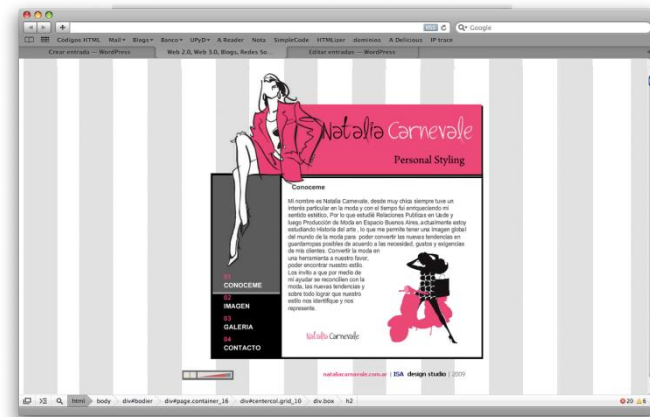 Google
Códigos HTML Mail Blogs Banco UPyD A Reader Nota SimpleCode HTMLizer dominios A Delicious IP trace
Crear entrada — WordPress
Web 2.0, Web 3.0, Blogs, Redes So...
Editar entradas — WordPress
Natalia Carnevale
Personal Styling
Conoceme
Mi nombre es Natalia Carnevale, desde muy chica siempre tuve un
interés particular en la moda y con el tiempo fui enriqueciendo mi
sentido estético, Por lo que estudié Relaciones Publicas en Uade y
luego Producción de Moda en Espacio Buenos Aires, actualmente estoy
estudiando Historia del arte , lo que me permite tener una imagen global
del mundo de la moda para poder convertir las nuevas tendencias en
guardarropas posibles de acuerdo a las necesidad, gustos y exigencias
de mis clientes. Convertir la moda en
una herramienta a nuestro favor,
poder encontrar nuestro estilo.
Los invito a que por medio de
mi ayudar se reconcilien con la
moda, las nuevas tendencias y
sobre todo lograr que nuestro
estilo nos identifique y nos
represente.
01
CONOCEME
02
IMAGEN
03
GALERIA
04
CONTACTO
Natalia Carnevale
nataliacarnevale.com.ar | ISA design studio | 2009
html body div#bodier div#page.container_16 div#centercol.grid_10 div.box h2
20 6